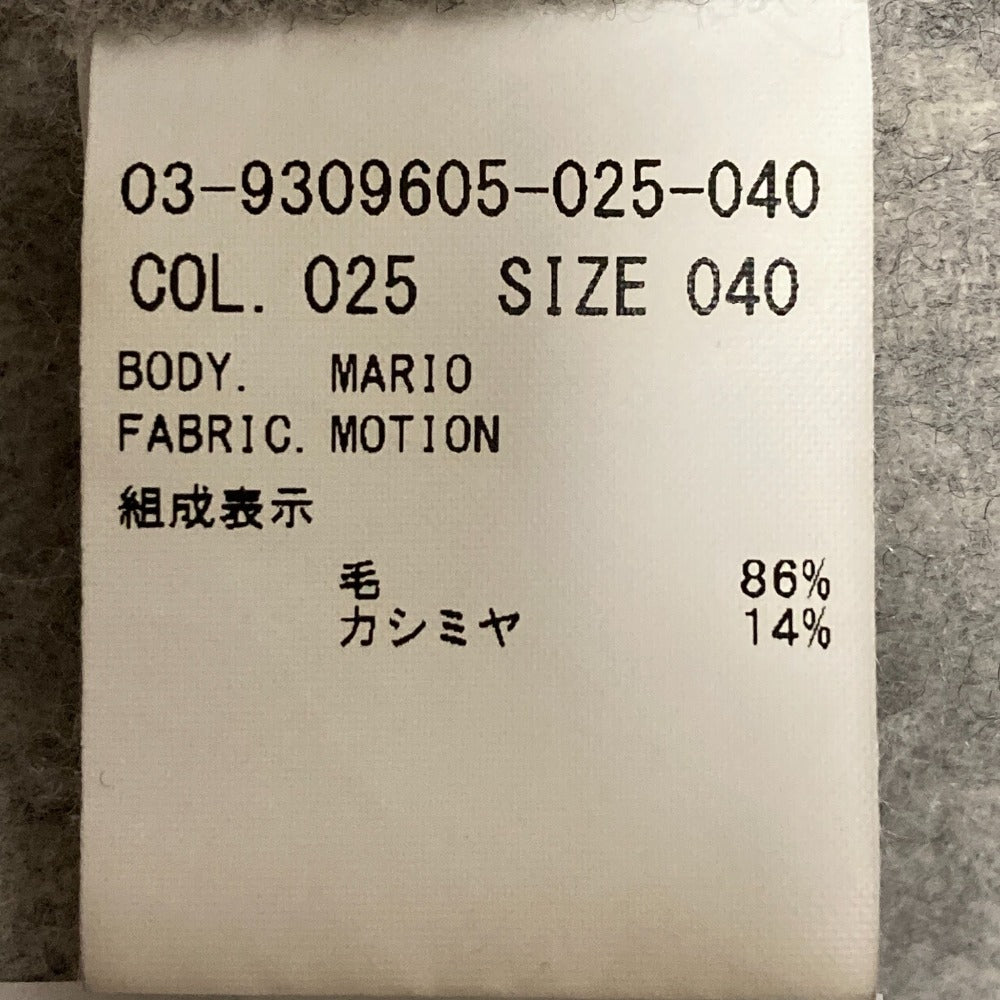 03-9309605-025-040
COL. 025 SIZE 040
BODY. MARIO
FABRIC. MOTION
組成表示
毛 86%
カシミヤ 14%